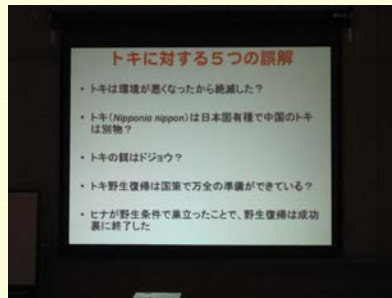 トキに対する5つの誤解
・ トキは環境が悪くなったから絶滅した？
・ トキ（Nipponia nippon）は日本固有種で中国のトキ
は別物？
・ トキの餌はドジョウ？
・ トキ野生復帰は国策で万全の準備ができている？
・ ヒナが野生条件で巣立ったことで、野生復帰は成功
裏に終了した